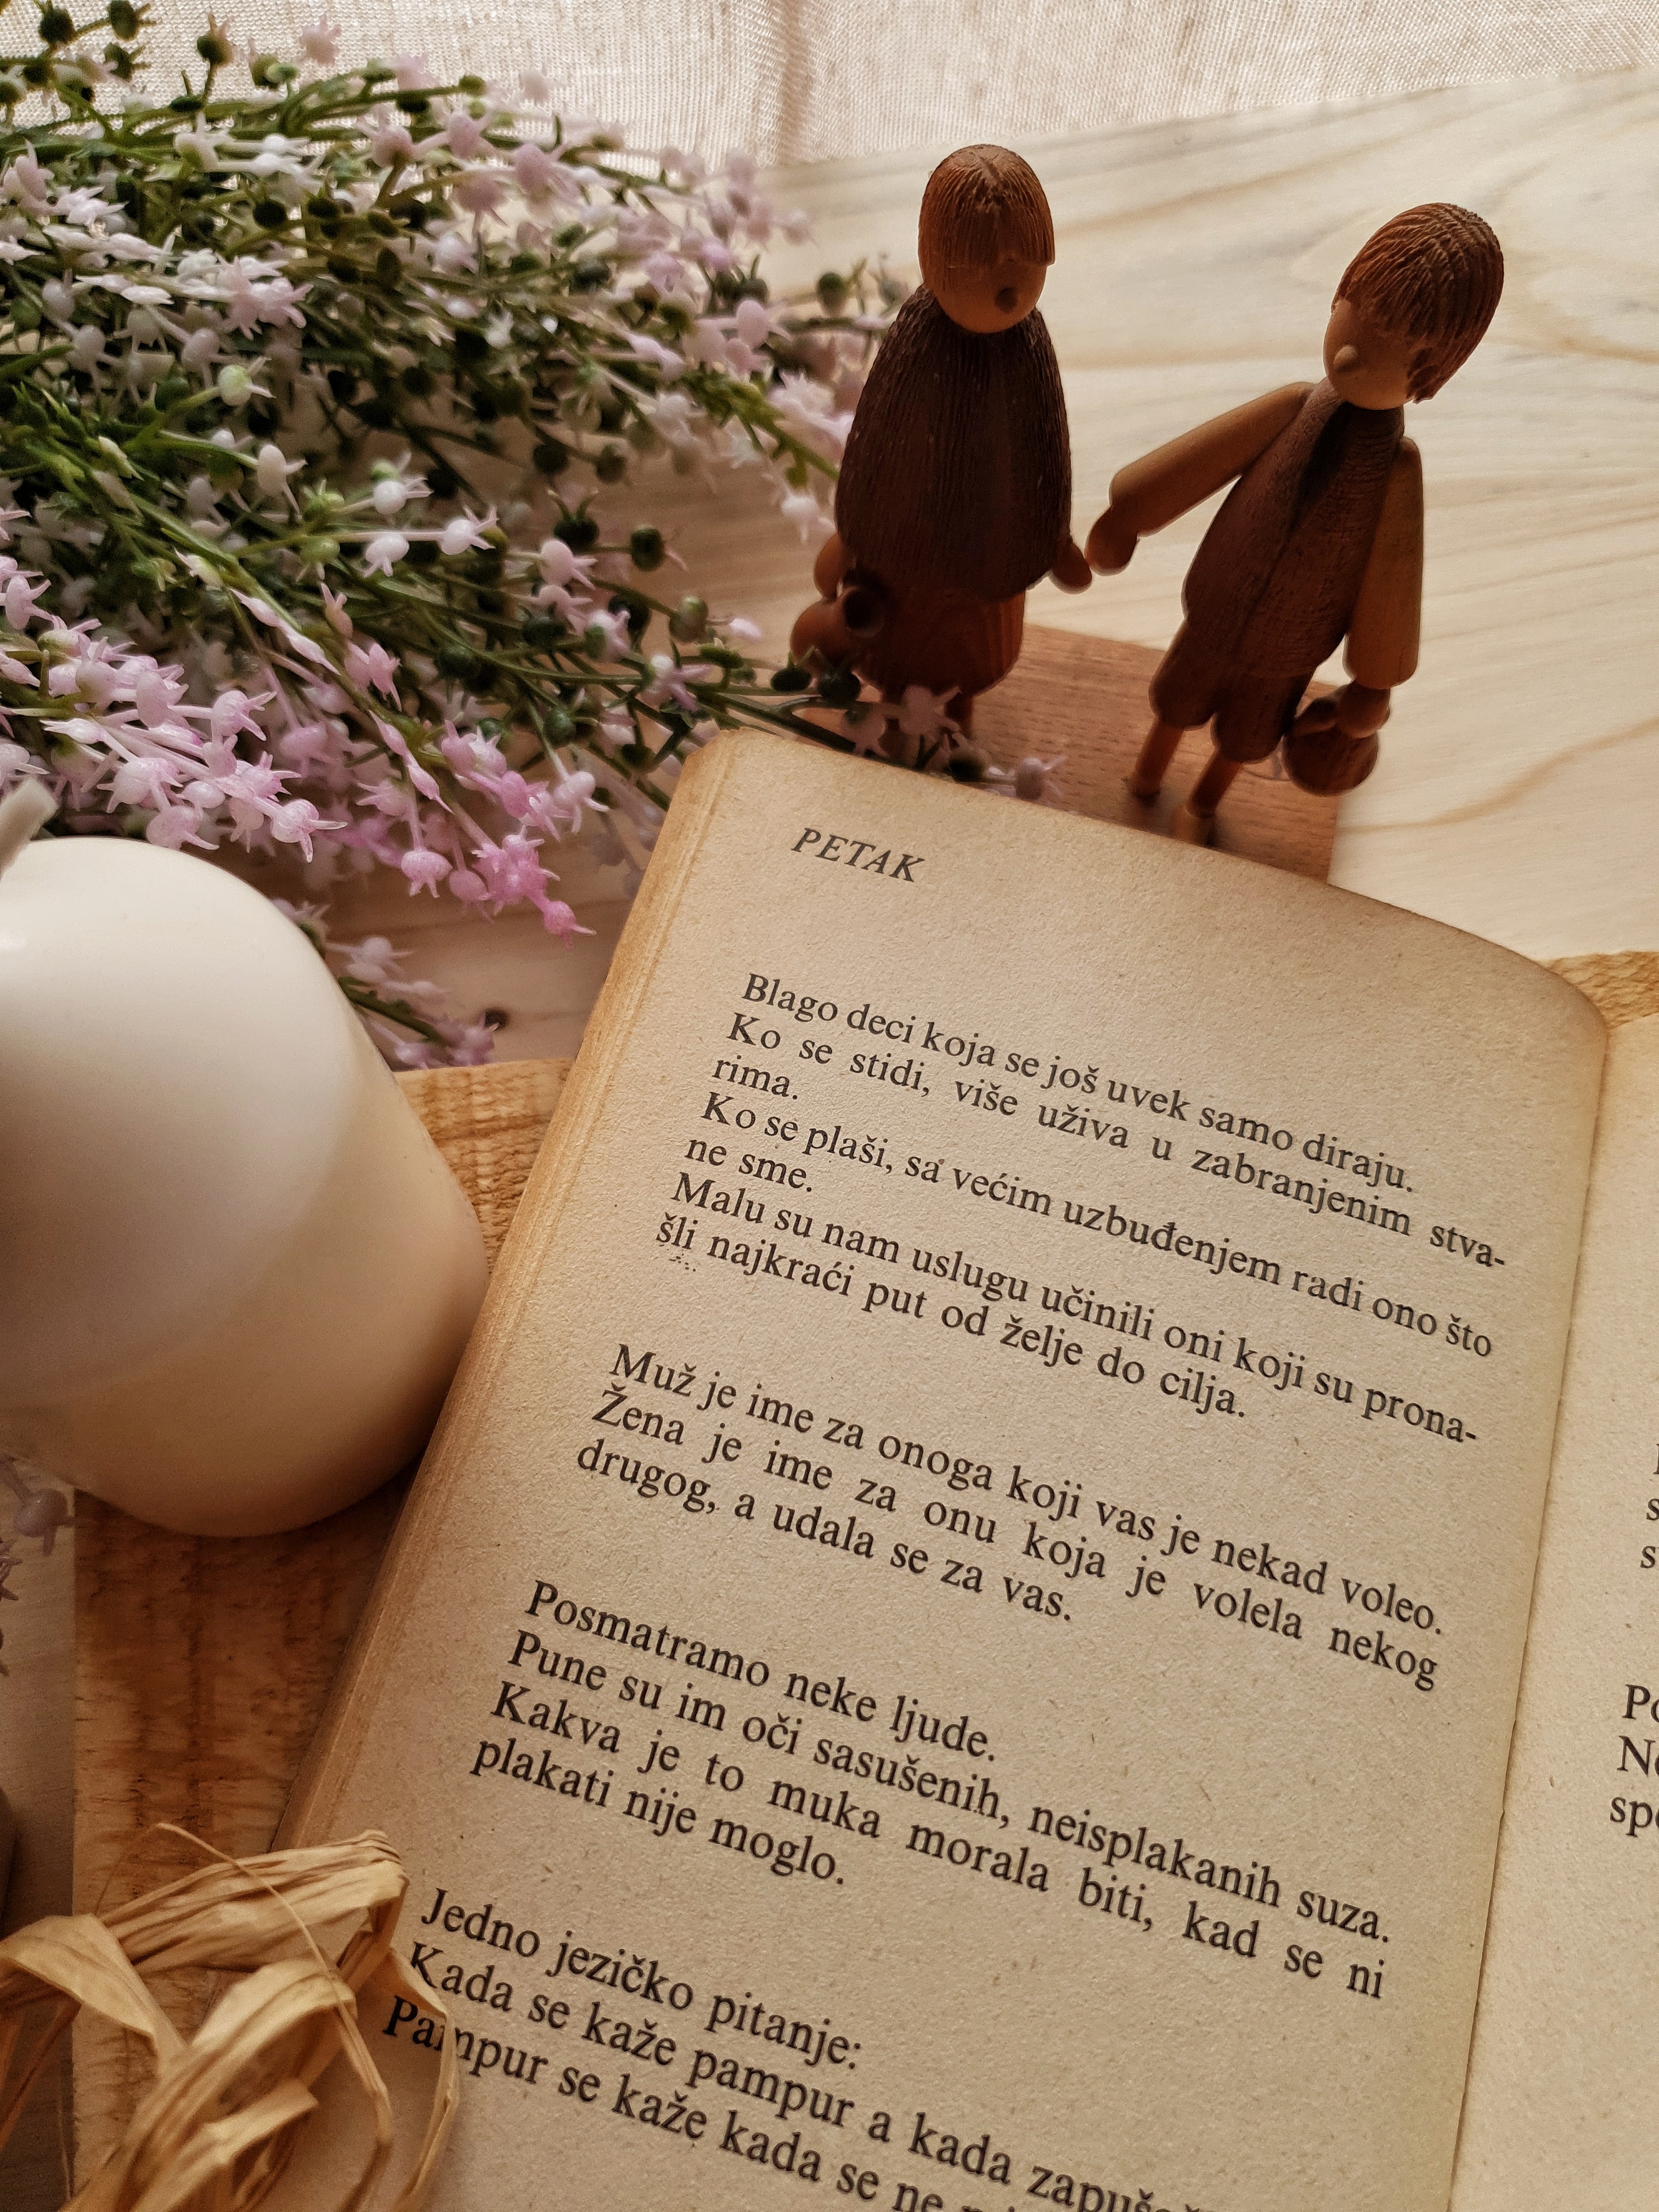 PETAK
Blago deci koja se još uvek samo diraju.
Ko se stidi, više uživa u zabranjenim stva-
rima.
Ko se plaši, sa većim uzbuđenjem radi ono što
ne sme.
Malu su nam uslugu učinili oni koji su prona-
šli najkraći put od želje do cilja.
Muž je ime za onoga koji vas je nekad voleo.
Žena je ime za onu koja je volela nekog
drugog, a udala se za vas.
Posmatramo neke ljude.
Pune su im oči sasušenih, neisplakanih suza.
Kakva je to muka morala biti, kad se ni
plakati nije moglo.
Jedno jezičko pitanje:
Kada se kaže pampur a kada
Pampur se kaže kada se ne